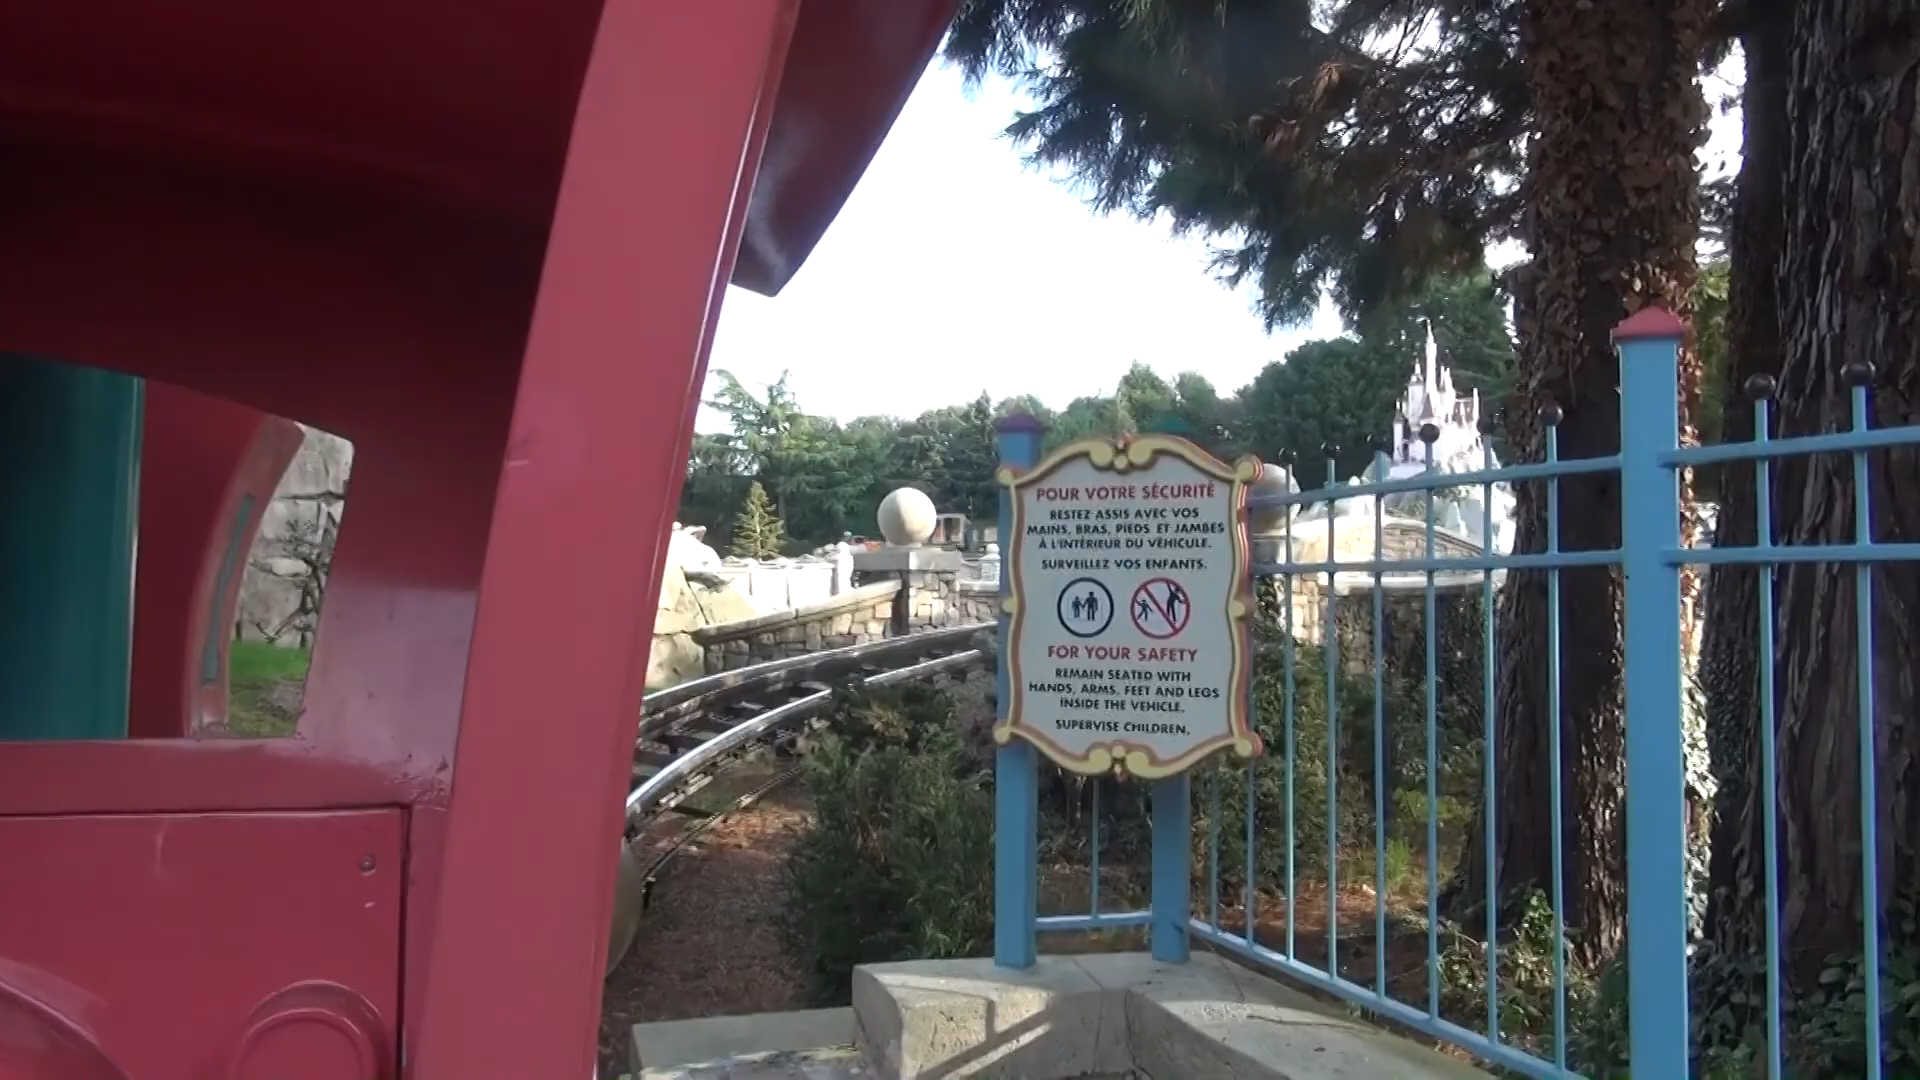 POUR VOTRE SÉCURITÉ
RESTEZ ASSIS AVEC VOS
MAINS, BRAS, PIEDS ET JAMBES
À L'INTÉRIEUR DU VÉHICULE.
SURVEILLEZ VOS ENFANTS.
FOR YOUR SAFETY
REMAIN SEATED WITH
HANDS, ARMS, FEET AND LEGS
INSIDE THE VEHICLE.
SUPERVISE CHILDREN.